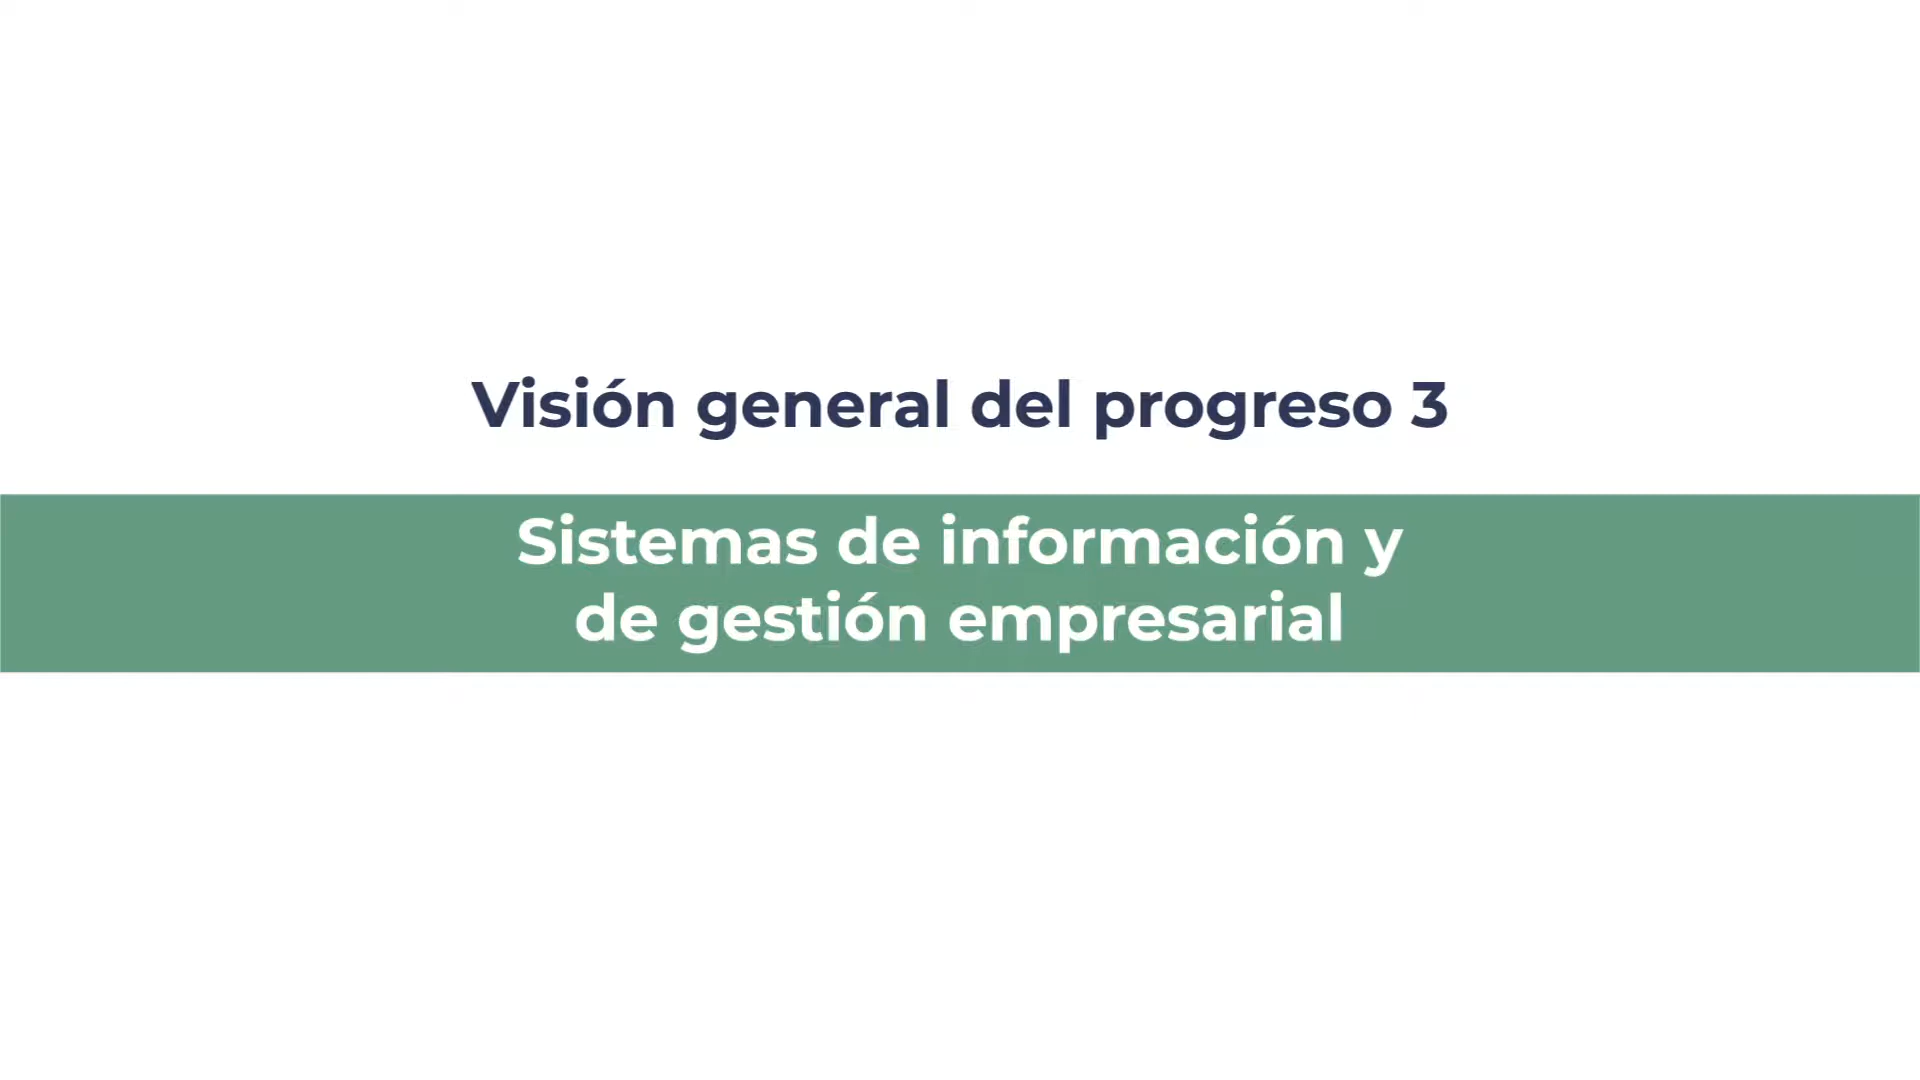 Visión general del progreso 3
Sistemas de información y
de gestión empresarial